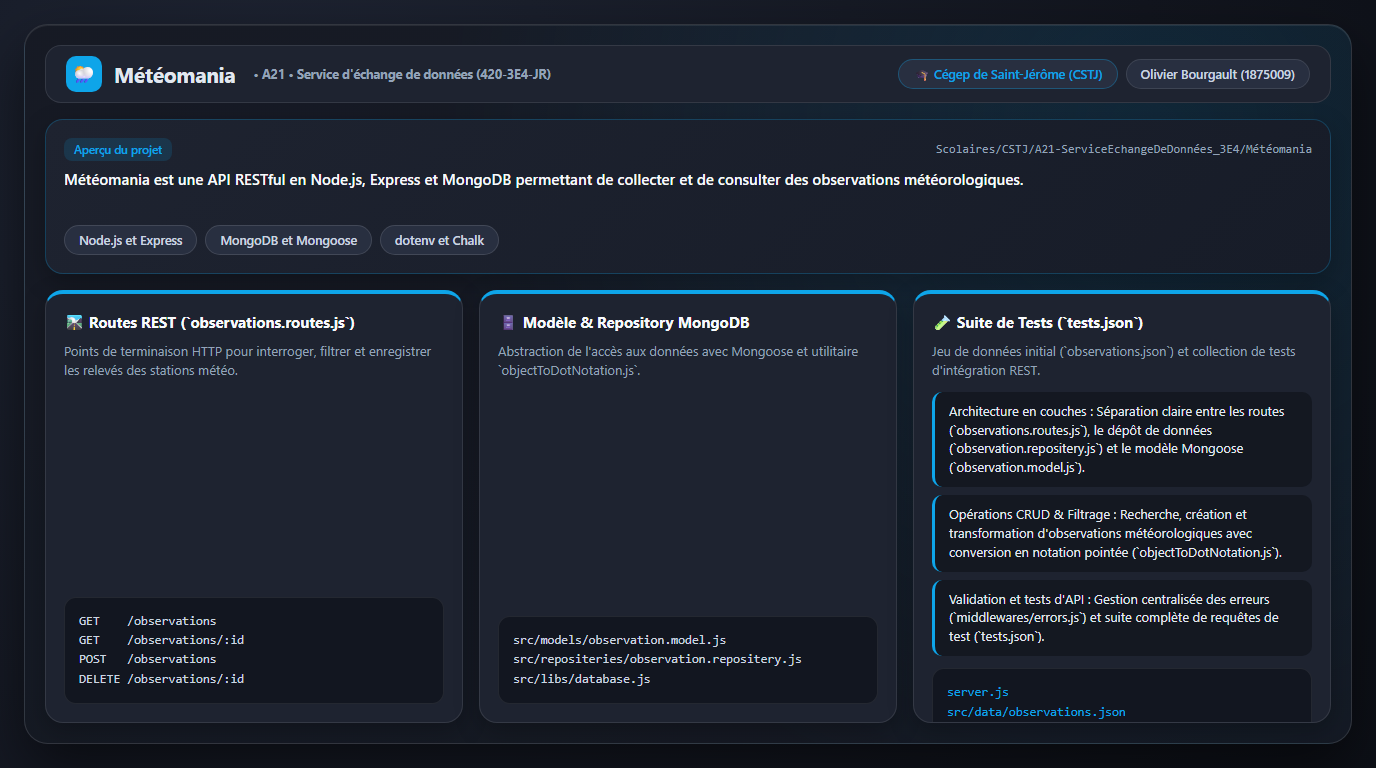 Météomania
• A21 • Service d'échange de données (420-3E4-JR)
Cégep de Saint-Jérôme (CSTJ)
Olivier Bourgault (1875009)
Aperçu du projet
Scolaires/CSTJ/A21-ServiceEchangeDeDonnées_3E4/Météomania
Météomania est une API RESTful en Node.js, Express et MongoDB permettant de collecter et de consulter des observations météorologiques.
Node.js et Express
MongoDB et Mongoose
dotenv et Chalk
Routes REST (`observations.routes.js`)
Points de terminaison HTTP pour interroger, filtrer et enregistrer
les relevés des stations météo.
GET /observations
GET /observations/:id
POST /observations
DELETE /observations/:id
Modèle & Repository MongoDB
Abstraction de l'accès aux données avec Mongoose et utilitaire
`objectToDotNotation.js`.
src/models/observation.model.js
src/repositeries/observation.repositery.js
src/libs/database.js
Suite de Tests (`tests.json`)
Jeu de données initial (`observations.json`) et collection de tests
d'intégration REST.
Architecture en couches : Séparation claire entre les routes
(`observations.routes.js`), le dépôt de données
(`observation.repositery.js`) et le modèle Mongoose
(`observation.model.js`).
Opérations CRUD & Filtrage : Recherche, création et
transformation d'observations météorologiques avec
conversion en notation pointée (`objectToDotNotation.js`).
Validation et tests d'API : Gestion centralisée des erreurs
(`middlewares/errors.js`) et suite complète de requêtes de
test (`tests.json`).
server.js
src/data/observations.json